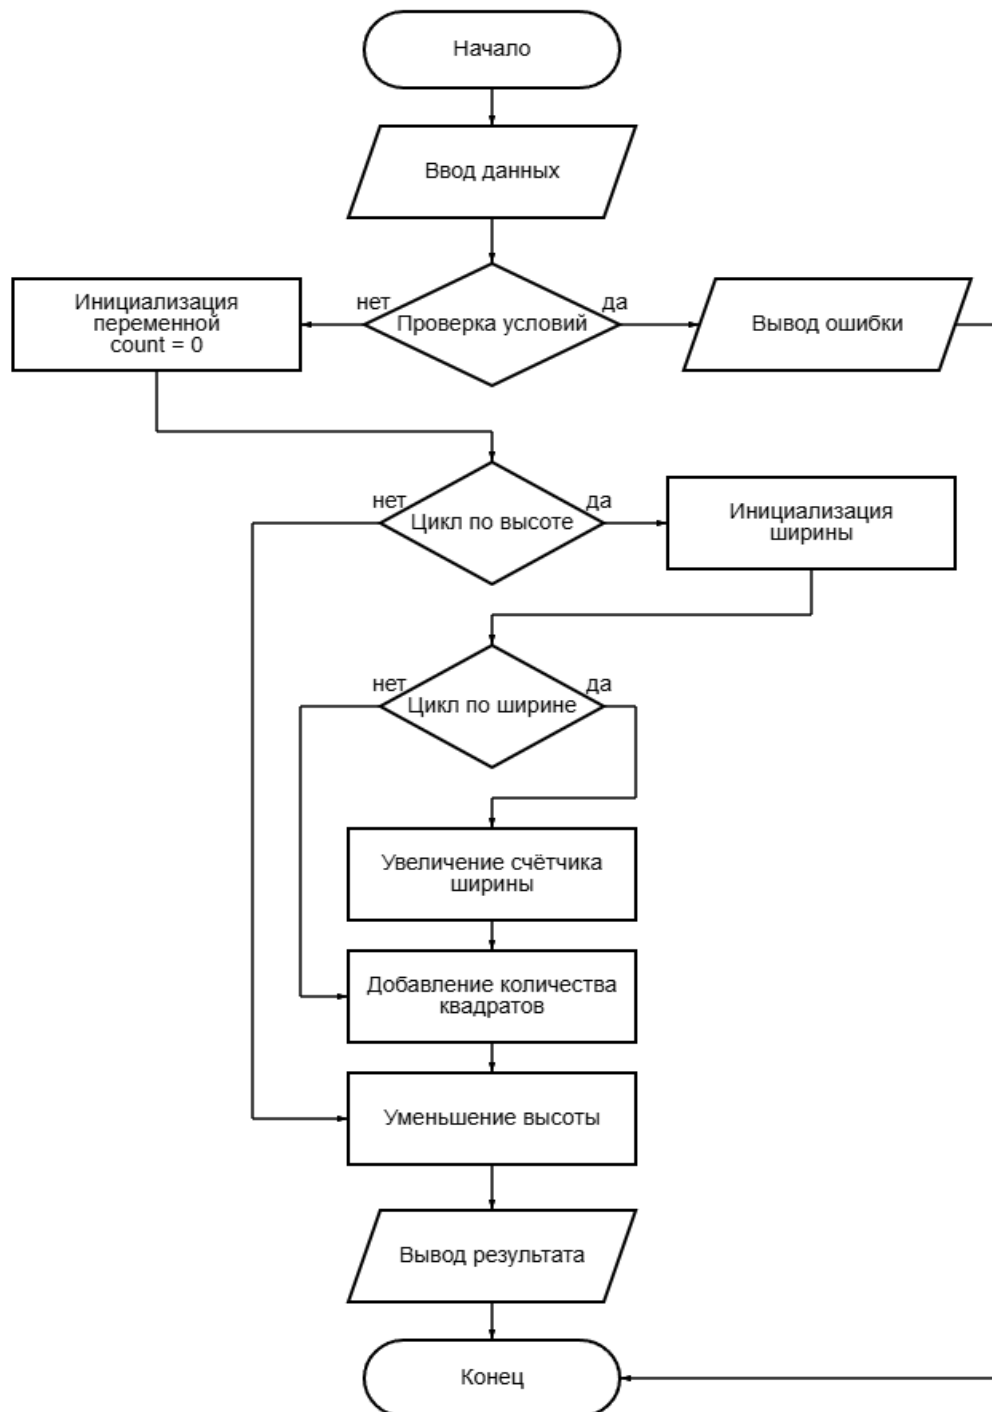 Начало
Ввод данных
нет
да
Инициализация
переменной
count = 0
Проверка условий
Вывод ошибки
нет
да
Цикл по высоте
Инициализация
ширины
нет
да
Цикл по ширине
Увеличение счётчика
ширины
Добавление количества
квадратов
Уменьшение высоты
Вывод результата
Конец